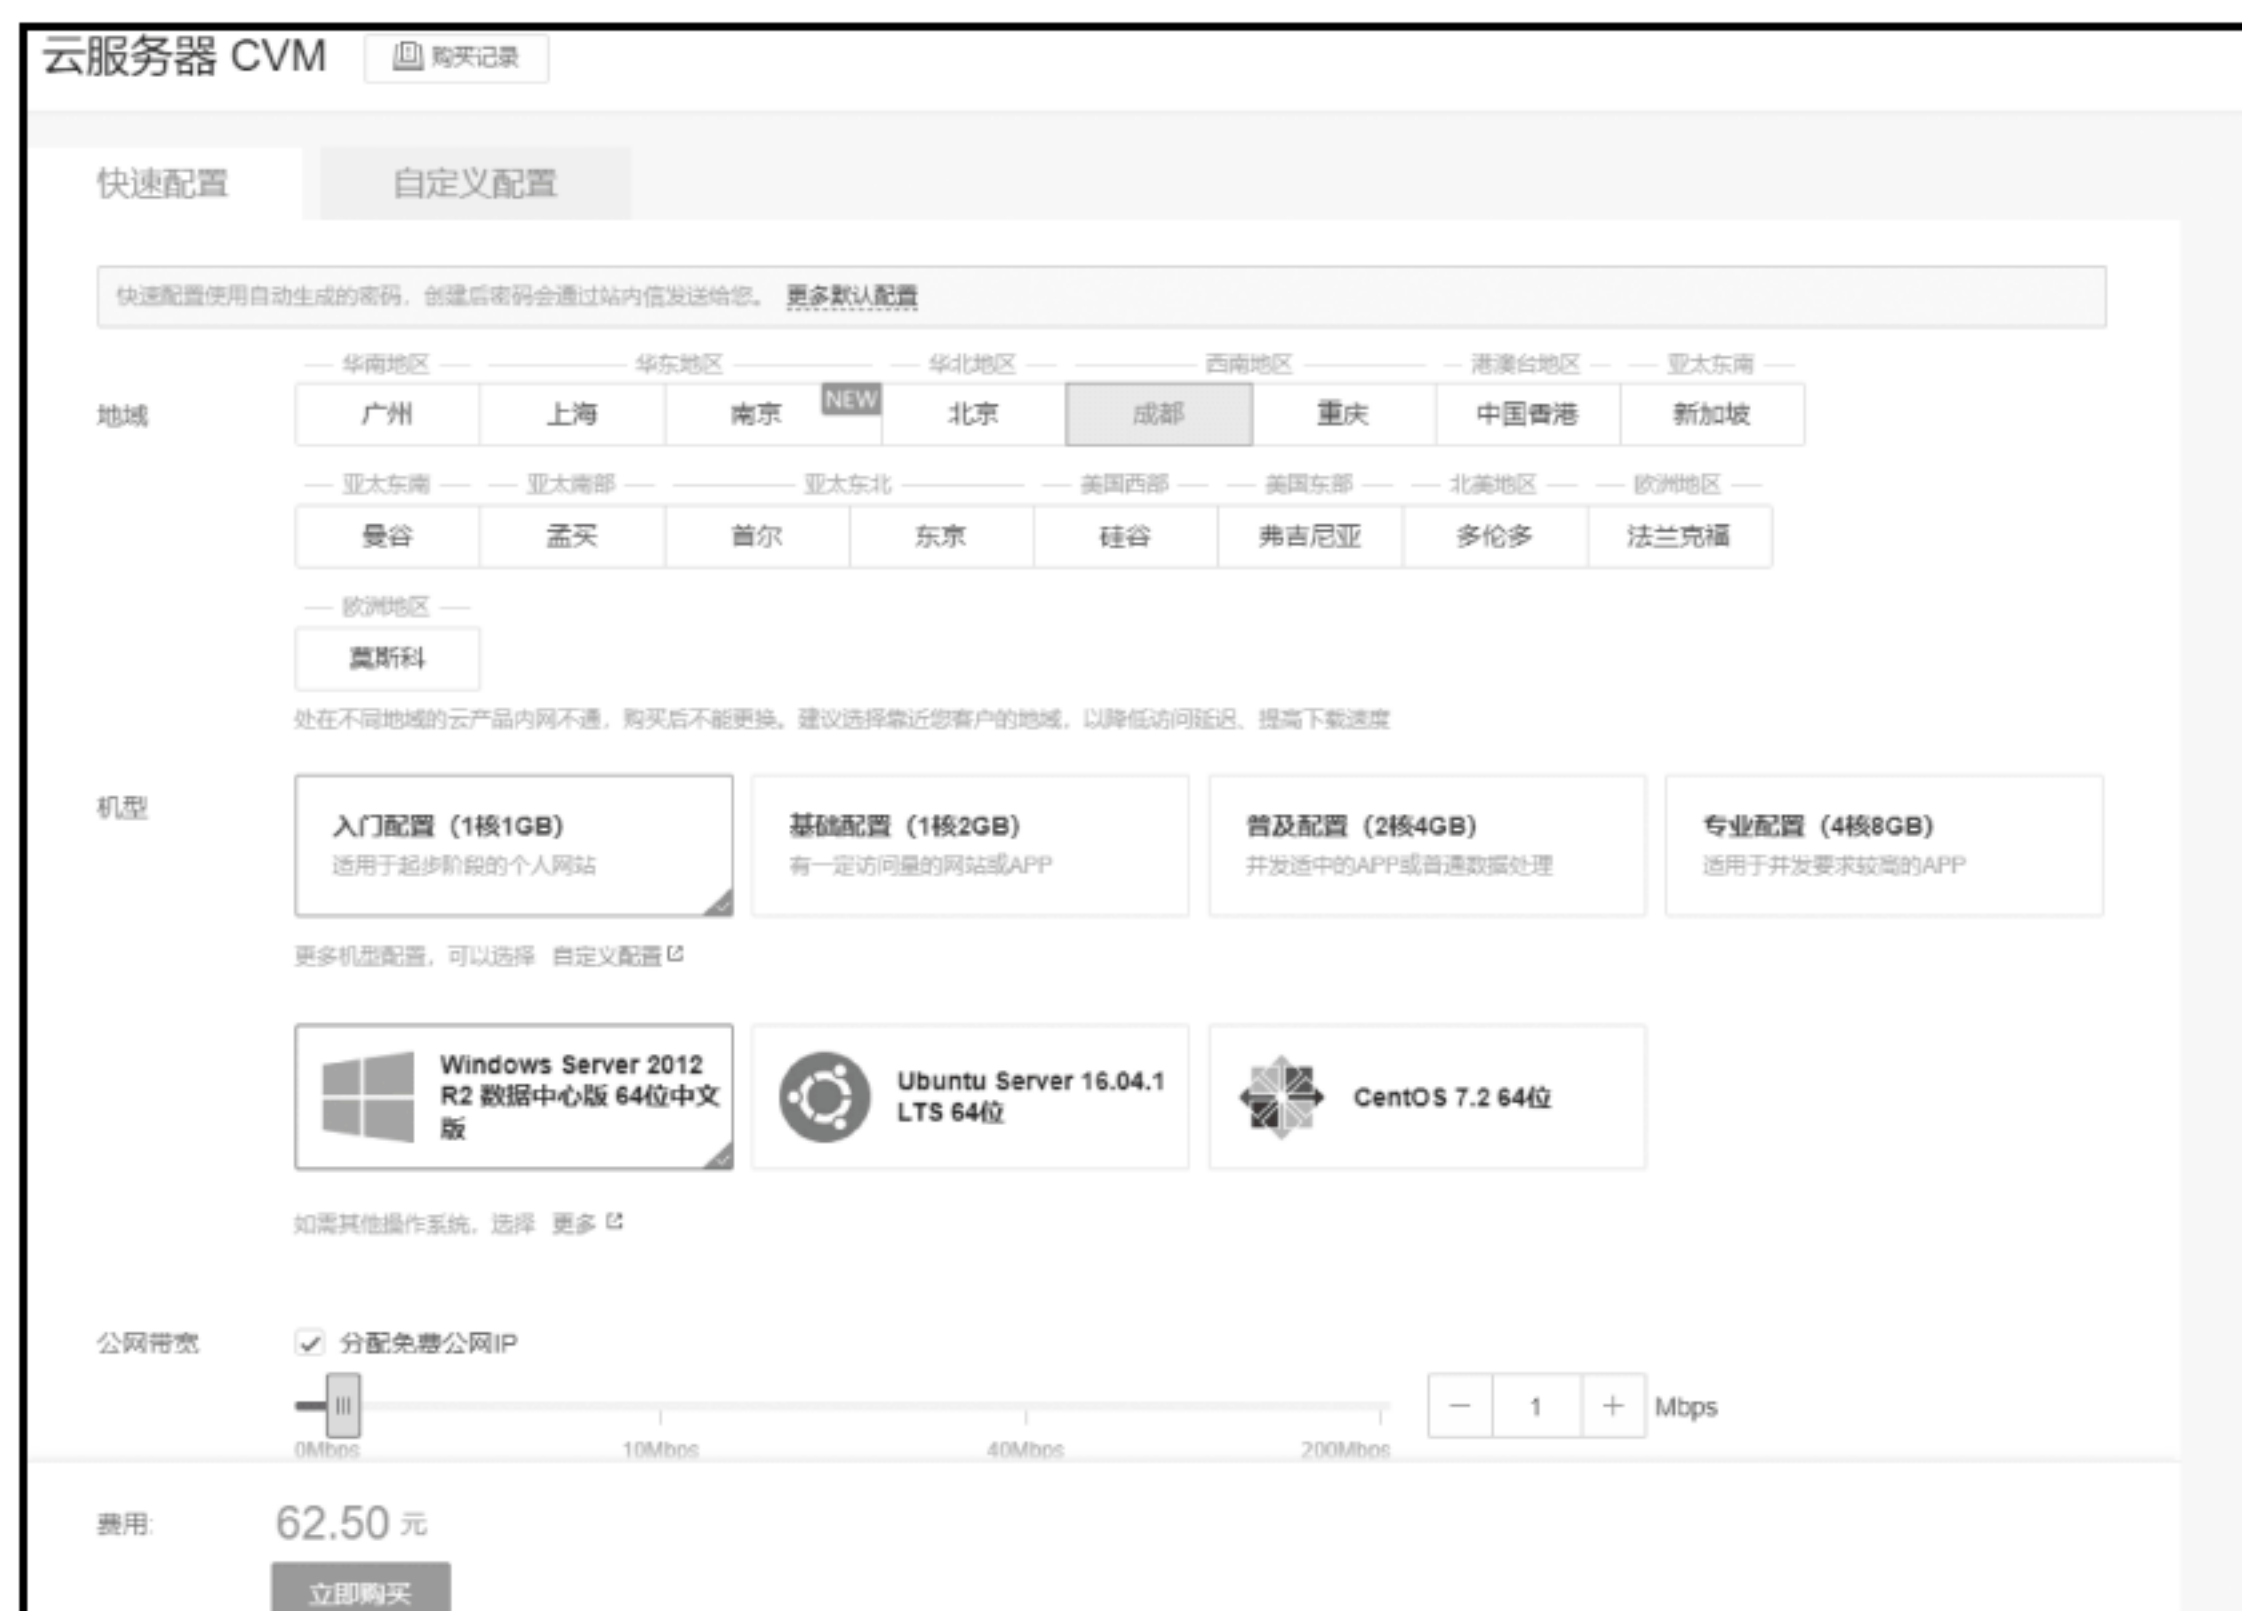 云服务器 CVM 购买记录
快速配置 自定义配置
快速配置使用自动生成的密码，创建后密码会通过站内信发送给您。 更多默认配置
华南地区 华东地区 华北地区 西南地区 港澳台地区 亚太东南
地域 广州 上海 南京 NEW 北京 成都 重庆 中国香港 新加坡
亚太东南 亚太南部 亚太东北 美国西部 美国东部 北美地区 欧洲地区
曼谷 孟买 首尔 东京 硅谷 弗吉尼亚 多伦多 法兰克福
欧洲地区
莫斯科
处在不同地域的云产品内网不通，购买后不能更换。建议选择靠近您客户的地域，以降低访问延迟、提高下载速度
机型 入门配置（1核1GB） 基础配置（1核2GB） 普及配置（2核4GB） 专业配置（4核8GB）
适用于起步阶段的个人网站 有一定访问量的网站或APP 并发适中的APP或普通数据处理 适用于并发要求较高的APP
更多机型配置，可以选择 自定义配置
Windows Server 2012
R2 数据中心版 64位中文
版
Ubuntu Server 16.04.1
LTS 64位
CentOS 7.2 64位
如需其他操作系统，选择 更多
公网带宽 分配免费公网IP
1 Mbps
0Mbps 10Mbps 40Mbps 200Mbps
费用: 62.50 元
立即购买